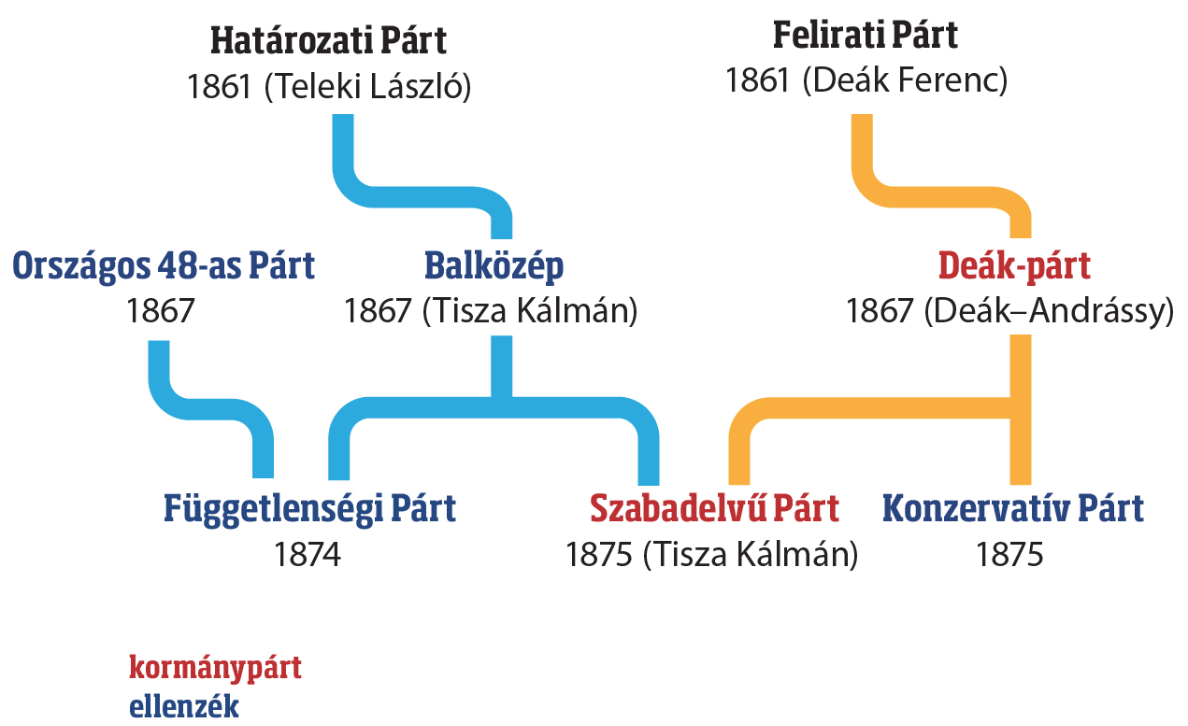 Határozati Párt
1861 (Teleki László)
Felirati Párt
1861 (Deák Ferenc)
Országos 48-as Párt
1867
Balközép
1867 (Tisza Kálmán)
Deák-párt
1867 (Deák–Andrássy)
Függetlenségi Párt
1874
Szabadelvű Párt
1875 (Tisza Kálmán)
Konzervatív Párt
1875
kormánypárt
ellenzék